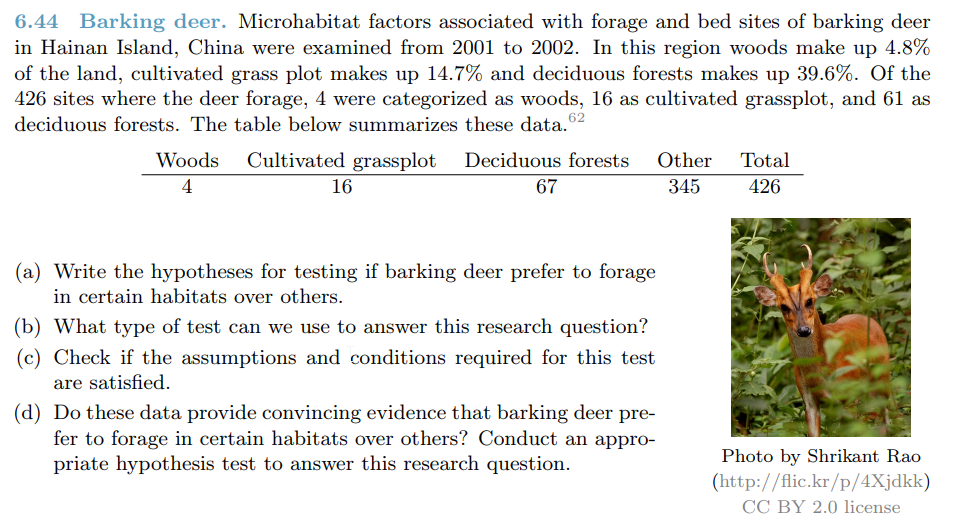 6.44 Barking deer. Microhabitat factors associated with forage and bed sites of barking deer
in Hainan Island, China were examined from 2001 to 2002. In this region woods make up 4.8%
of the land, cultivated grass plot makes up 14.7% and deciduous forests makes up 39.6%. Of the
426 sites where the deer forage, 4 were categorized as woods, 16 as cultivated grassplot, and 61 as
deciduous forests. The table below summarizes these data.62
Woods Cultivated grassplot Deciduous forests Other Total
4 16 67 345 426
(a) Write the hypotheses for testing if barking deer prefer to forage
in certain habitats over others.
(b) What type of test can we use to answer this research question?
(c) Check if the assumptions and conditions required for this test
are satisfied.
(d) Do these data provide convincing evidence that barking deer pre-
fer to forage in certain habitats over others? Conduct an appro-
priate hypothesis test to answer this research question.
Photo by Shrikant Rao
(http://flic.kr/p/4Xjdkk)
CC BY 2.0 license